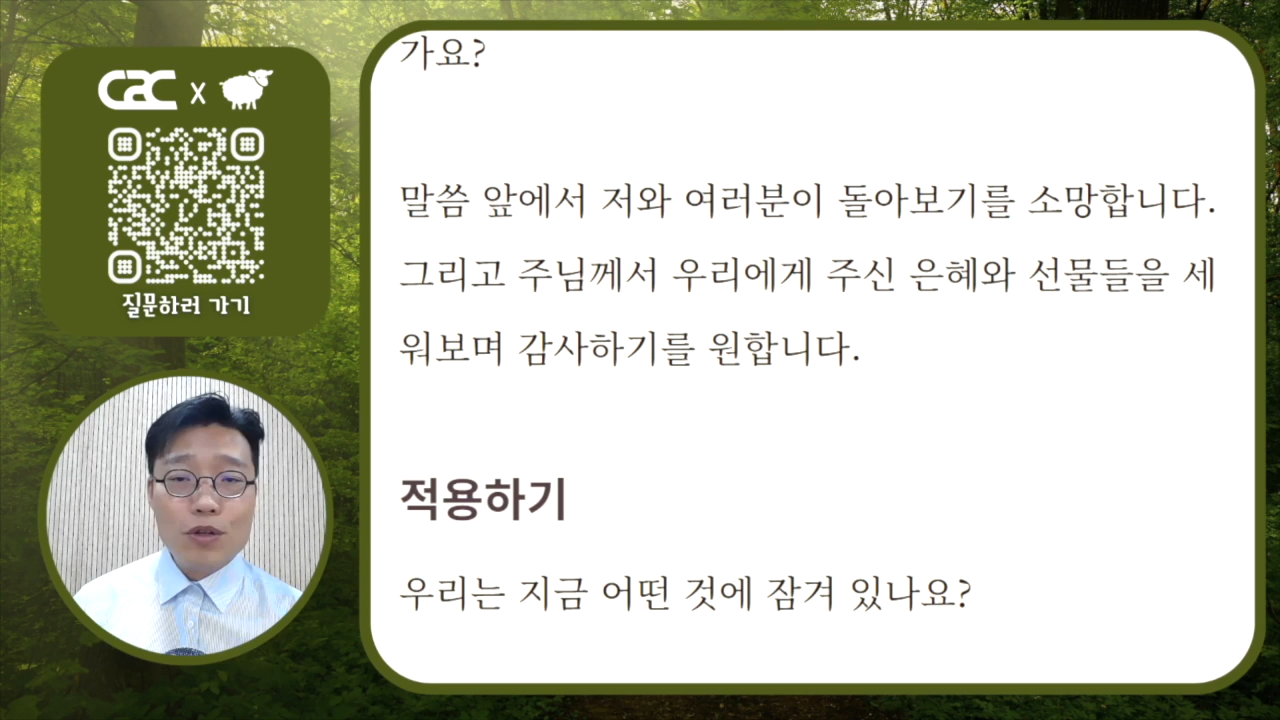 CAC x
질문하러 가기
가요?
말씀 앞에서 저와 여러분이 돌아보기를 소망합니다.
그리고 주님께서 우리에게 주신 은혜와 선물들을 세
워보며 감사하기를 원합니다.
적용하기
우리는 지금 어떤 것에 잠겨 있나요?